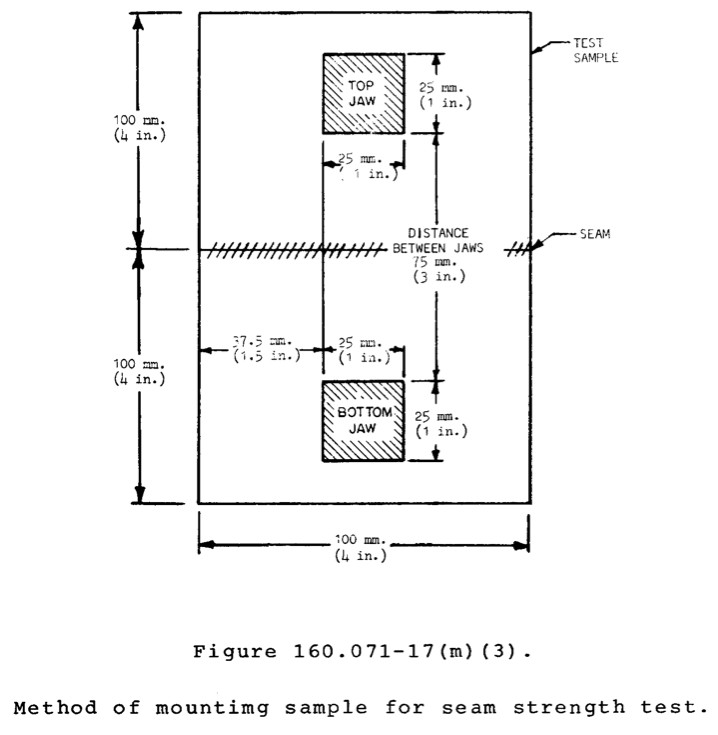 TEST
SAMPLE
TOP
JAW
25 mm.
(1 in.)
100 mm.
(4 in.)
25 mm.
( 1 in.)
DISTANCE
BETWEEN JAWS
75 mm.
(3 in.)
SEAM
37.5 mm.
(1.5 in.)
25 mm.
(1 in.)
100 mm.
(4 in.)
BOTTOM
JAW
25 mm.
(1 in.)
100 mm.
(4 in.)
Figure 160.071-17(m)(3).
Method of mountimg sample for seam strength test.